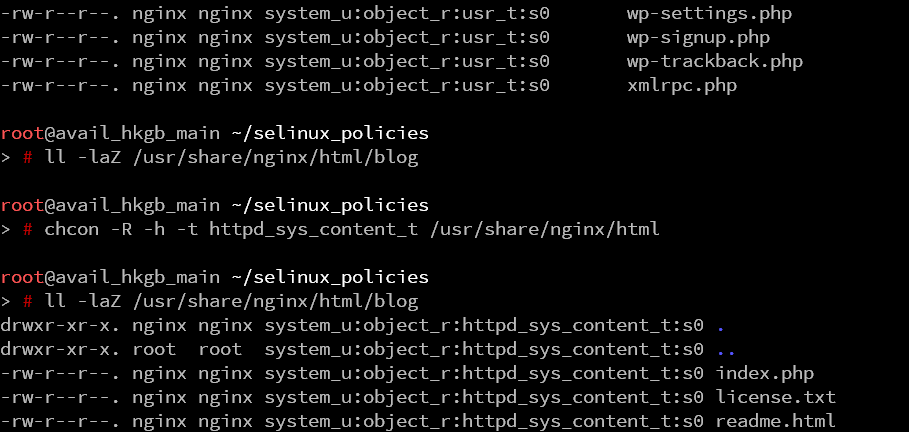 -rw-r--r--. nginx nginx system_u:object_r:usr_t:s0       wp-settings.php
-rw-r--r--. nginx nginx system_u:object_r:usr_t:s0       wp-signup.php
-rw-r--r--. nginx nginx system_u:object_r:usr_t:s0       wp-trackback.php
-rw-r--r--. nginx nginx system_u:object_r:usr_t:s0       xmlrpc.php
root@avail_hkgb_main ~/selinux_policies
> # ll -laZ /usr/share/nginx/html/blog
root@avail_hkgb_main ~/selinux_policies
> # chcon -R -h -t httpd_sys_content_t /usr/share/nginx/html
root@avail_hkgb_main ~/selinux_policies
> # ll -laZ /usr/share/nginx/html/blog
drwxr-xr-x. nginx nginx system_u:object_r:httpd_sys_content_t:s0 .
drwxr-xr-x. root  root  system_u:object_r:httpd_sys_content_t:s0 ..
-rw-r--r--. nginx nginx system_u:object_r:httpd_sys_content_t:s0 index.php
-rw-r--r--. nginx nginx system_u:object_r:httpd_sys_content_t:s0 license.txt
-rw-r--r--. nginx nginx system_u:object_r:httpd_sys_content_t:s0 readme.html